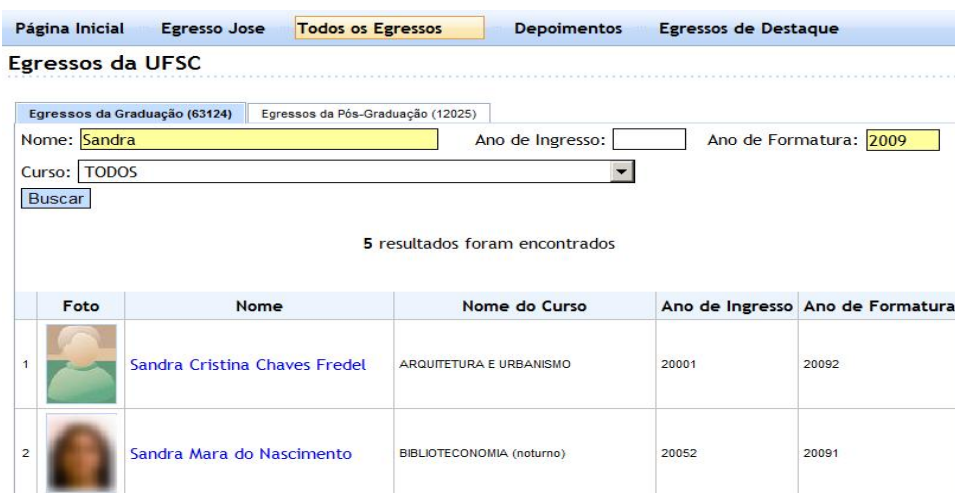 Página Inicial Egresso Jose Todos os Egressos Depoimentos Egressos de Destaque
Egressos da UFSC
Egressos da Graduação (63124) Egressos da Pós-Graduação (12025)
Nome: Sandra Ano de Ingresso: Ano de Formatura: 2009
Curso: TODOS
Buscar
5 resultados foram encontrados
Foto Nome Nome do Curso Ano de Ingresso Ano de Formatura
1 Sandra Cristina Chaves Fredel ARQUITETURA E URBANISMO 20001 20092
2 Sandra Mara do Nascimento BIBLIOTECONOMIA (noturno) 20052 20091